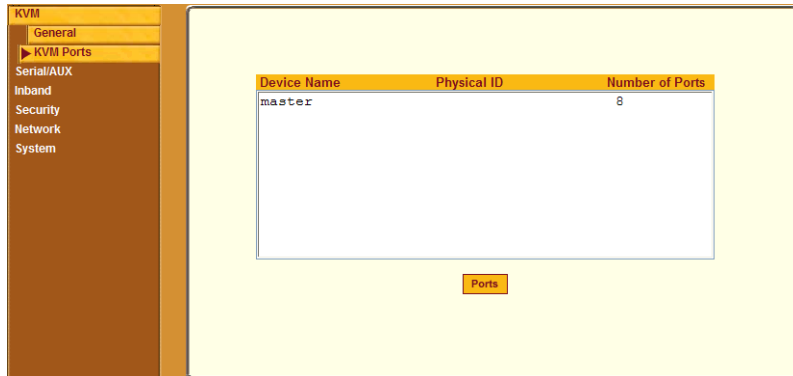 KVM
General
KVM Ports
Serial/AUX
Inband
Security
Network
System
Device Name Physical ID Number of Ports
master 8
Ports